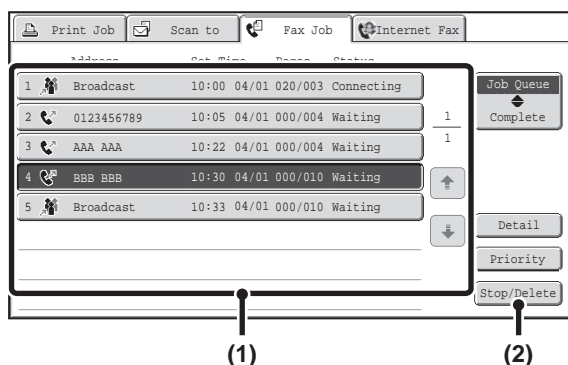 Print Job Scan to Fax Job Internet Fax
Address Set Time Pages Status
1 Broadcast 10:00 04/01 020/003 Connecting
2 0123456789 10:05 04/01 000/004 Waiting
3 AAA AAA 10:22 04/01 000/004 Waiting
4 BBB BBB 10:30 04/01 000/010 Waiting
5 Broadcast 10:33 04/01 000/010 Waiting
1
1
Job Queue
Complete
Detail
Priority
Stop/Delete
(1) (2)